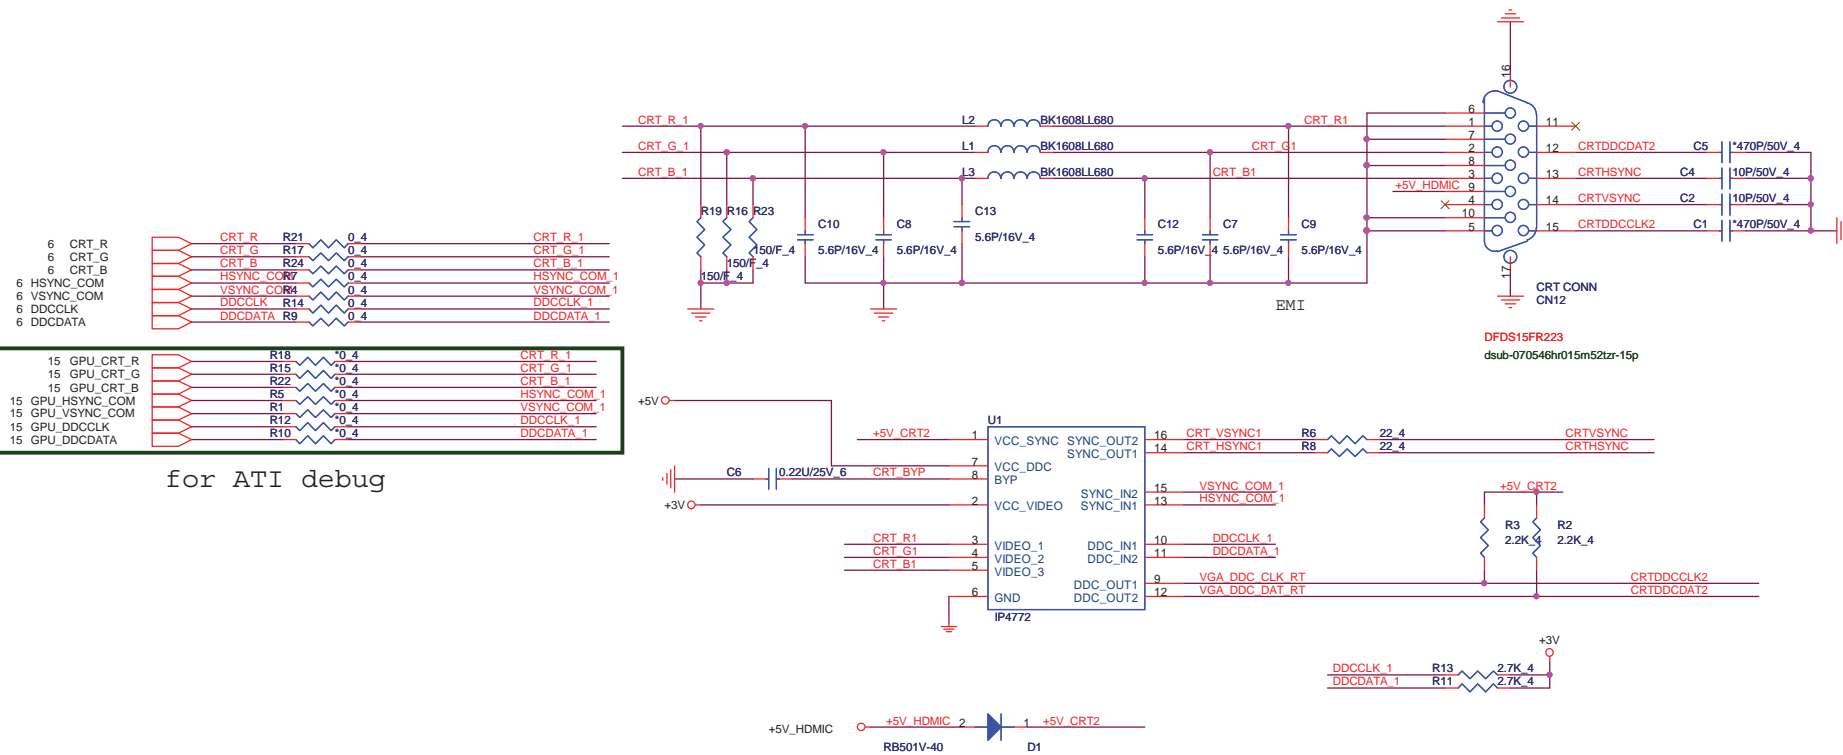 16
CRT_R_1 L2 BK1608LL680 CRT_R1
CRT_G_1 L1 BK1608LL680 CRT_G1
CRT_B_1 L3 BK1608LL680 CRT_B1
+5V_HDMIC
6
1
7
2
8
3
9
4
10
5
11
12 CRTDDCDAT2 C5 *470P/50V_4
13 CRTHSYNC C4 10P/50V_4
14 CRTVSYNC C2 10P/50V_4
15 CRTDDCCLK2 C1 *470P/50V_4
17
CRT CONN
CN12
DFDS15FR223
dsub-070546hr015m52tzr-15p
R19 R16 R23
150/F_4
150/F_4
150/F_4
C10
5.6P/16V_4
C8
5.6P/16V_4
C13
5.6P/16V_4
C12
5.6P/16V_4
C7
5.6P/16V_4
C9
5.6P/16V_4
EMI
6 CRT_R CRT_R R21 0_4 CRT_R_1
6 CRT_G CRT_G R17 0_4 CRT_G_1
6 CRT_B CRT_B R24 0_4 CRT_B_1
6 HSYNC_COM HSYNC_COM R7 0_4 HSYNC_COM_1
6 VSYNC_COM VSYNC_COM R4 0_4 VSYNC_COM_1
6 DDCCLK DDCCLK R14 0_4 DDCCLK_1
6 DDCDATA DDCDATA R9 0_4 DDCDATA_1
15 GPU_CRT_R R18 *0_4 CRT_R_1
15 GPU_CRT_G R15 *0_4 CRT_G_1
15 GPU_CRT_B R22 *0_4 CRT_B_1
15 GPU_HSYNC_COM R5 *0_4 HSYNC_COM_1
15 GPU_VSYNC_COM R1 *0_4 VSYNC_COM_1
15 GPU_DDCCLK R12 *0_4 DDCCLK_1
15 GPU_DDCDATA R10 *0_4 DDCDATA_1
for ATI debug
+5V
U1
+5V_CRT2 1 VCC_SYNC SYNC_OUT2 16 CRT_VSYNC1 R6 22_4 CRTVSYNC
SYNC_OUT1 14 CRT_HSYNC1 R8 22_4 CRTHSYNC
7 VCC_DDC
C6 0.22U/25V_6 CRT_BYP 8 BYP
SYNC_IN2 15 VSYNC_COM_1
+3V 2 VCC_VIDEO SYNC_IN1 13 HSYNC_COM_1
CRT_R1 3 VIDEO_1 DDC_IN1 10 DDCCLK_1
CRT_G1 4 VIDEO_2 DDC_IN2 11 DDCDATA_1
CRT_B1 5 VIDEO_3
DDC_OUT1 9 VGA_DDC_CLK_RT CRTDDCCLK2
6 GND DDC_OUT2 12 VGA_DDC_DAT_RT CRTDDCDAT2
IP4772
+5V_CRT2
R3 R2
2.2K_4 2.2K_4
+3V
DDCCLK_1 R13 2.7K_4
DDCDATA_1 R11 2.7K_4
+5V_HDMIC +5V_HDMIC 2 1 +5V_CRT2
RB501V-40 D1